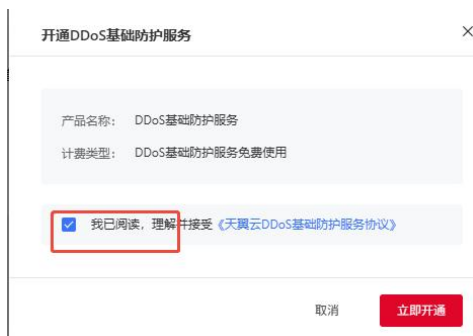 开通DDoS基础防护服务
产品名称： DDoS基础防护服务
计费类型： DDoS基础防护服务免费使用
我已阅读，理解并接受《天翼云DDoS基础防护服务协议》
取消 立即开通